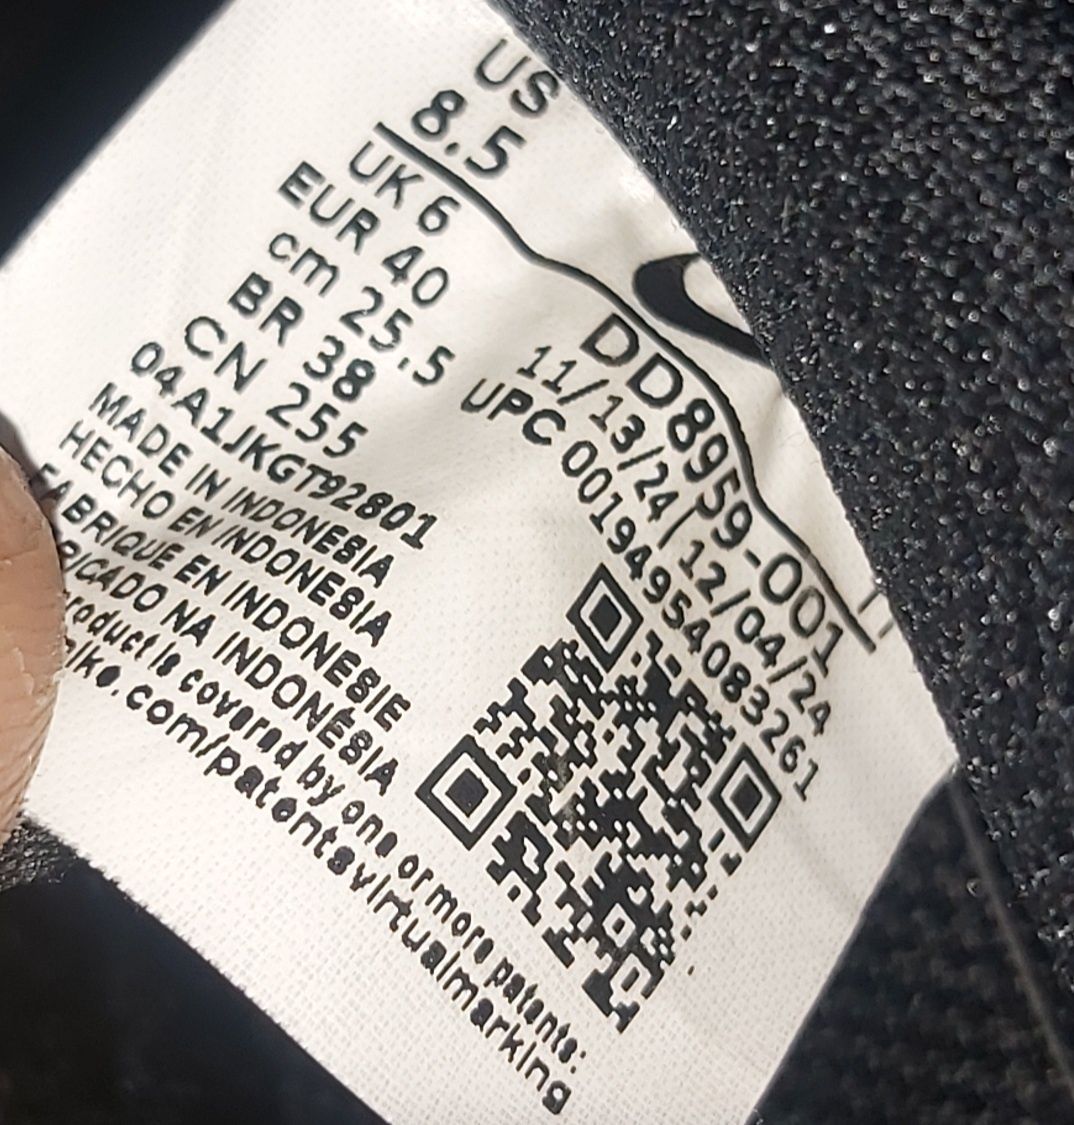 US
8.5
UK 6
EUR 40
cm 25.5
BR 38
CN 255
04A1JKGT92801
MADE IN INDONESIA
HECHO EN INDONESIA
FABRIQUE EN INDONESIE
RICADO NA INDONÉSIA
roduct is covered by one or more patents:
nike.com/patentsvirtualmarking
DD8959-001
11/13/24 | 12/04/24
UPC 00194954083261